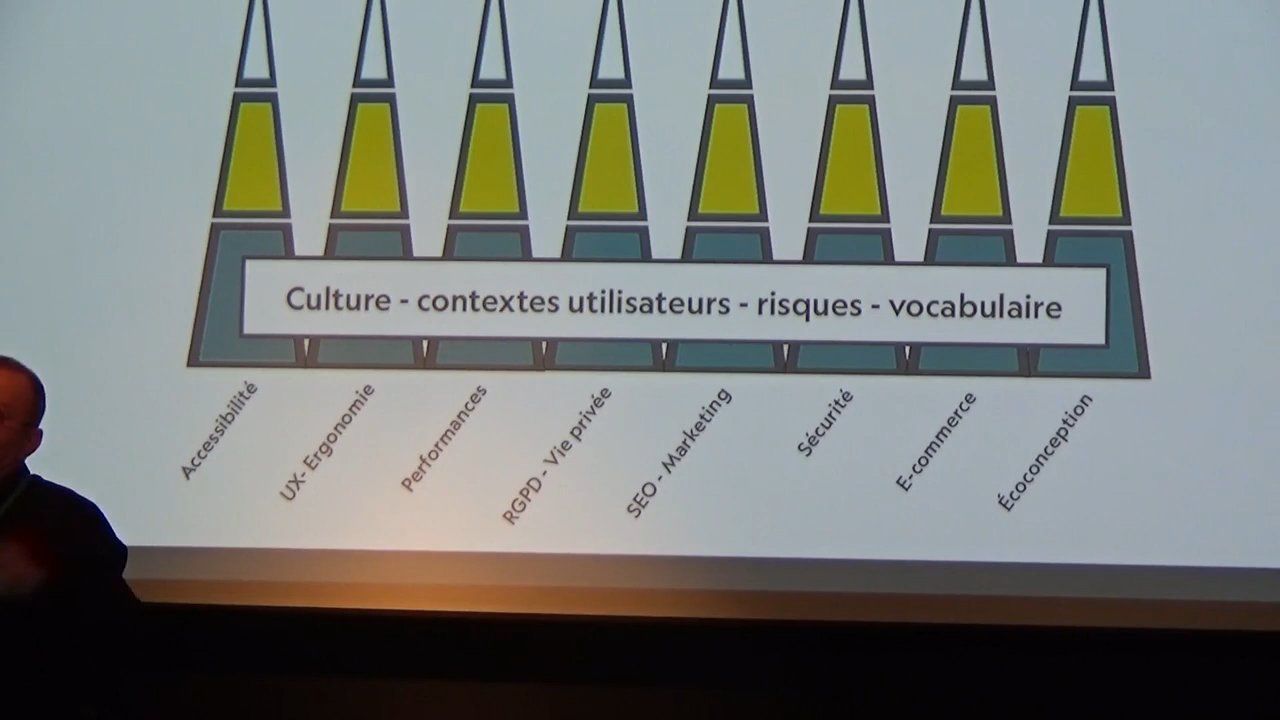 Culture - contextes utilisateurs - risques - vocabulaire
Accessibilité
UX- Ergonomie
Performances
RGPD - Vie privée
SEO - Marketing
Sécurité
E-commerce
Écoconception